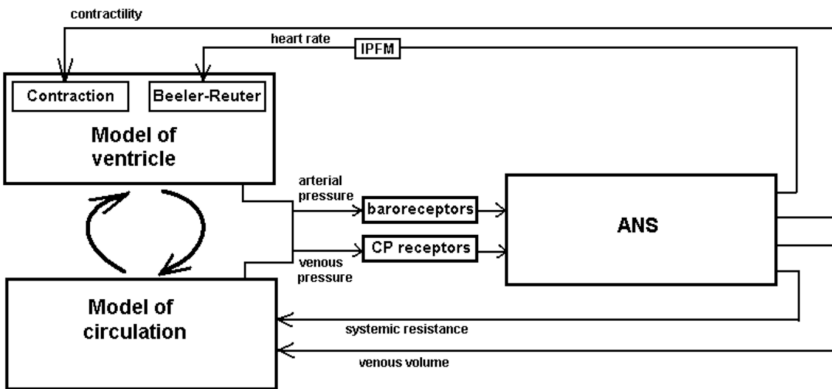 contractility
heart rate
IPFM
Contraction
Beeler-Reuter
Model of
ventricle
arterial
pressure
baroreceptors
ANS
CP receptors
venous
pressure
Model of
circulation
systemic resistance
venous volume